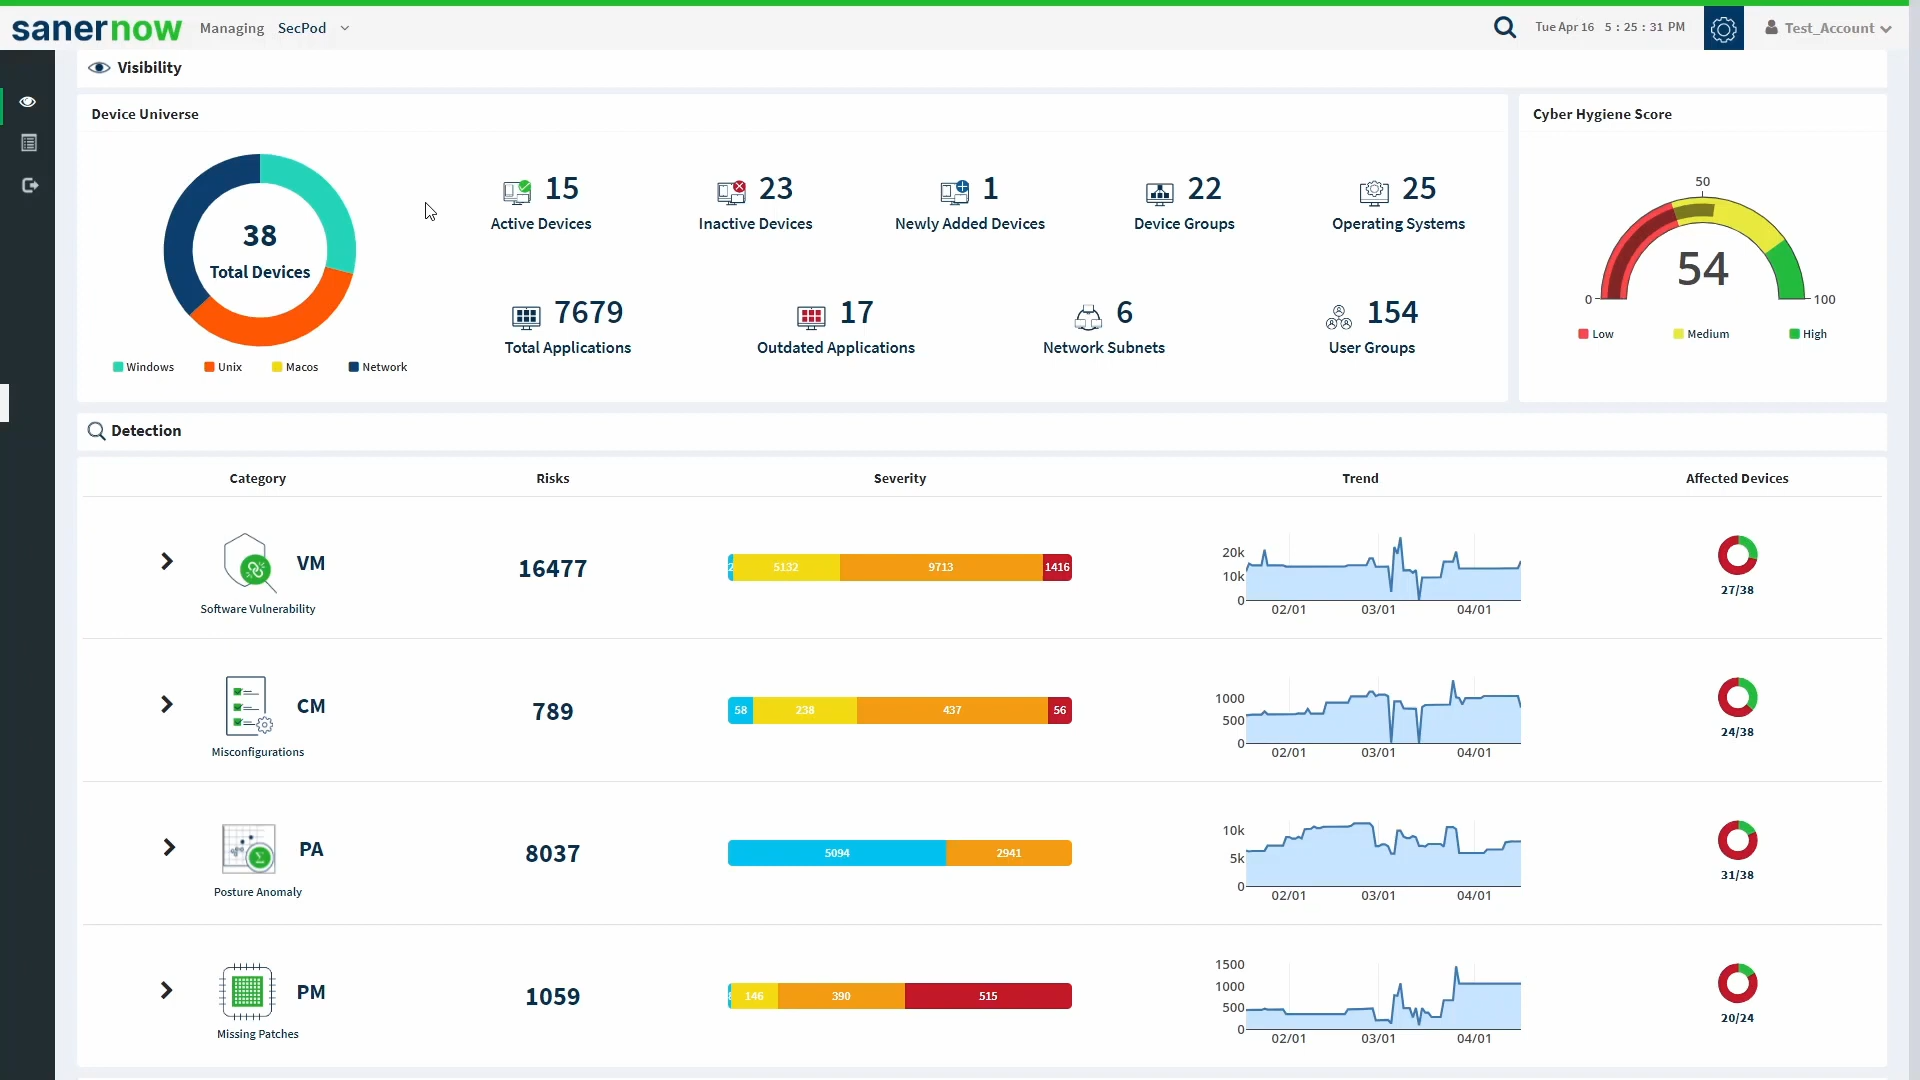 sanernow Managing SecPod Tue Apr 16 5 : 25 : 31 PM Test_Account
Visibility
Device Universe
Cyber Hygiene Score
38
Total Devices
Windows Unix Macos Network
15
Active Devices
23
Inactive Devices
1
Newly Added Devices
22
Device Groups
25
Operating Systems
7679
Total Applications
17
Outdated Applications
6
Network Subnets
154
User Groups
50
54
0 100
Low Medium High
Detection
Category Risks Severity Trend Affected Devices
VM
Software Vulnerability
16477
2 5132 9713 1416
20k
10k
0
02/01 03/01 04/01
27/38
CM
Misconfigurations
789
58 238 437 56
1000
500
0
02/01 03/01 04/01
24/38
PA
Posture Anomaly
8037
5094 2941
10k
5k
0
02/01 03/01 04/01
31/38
PM
Missing Patches
1059
146 390 515
1500
1000
500
0
02/01 03/01 04/01
20/24